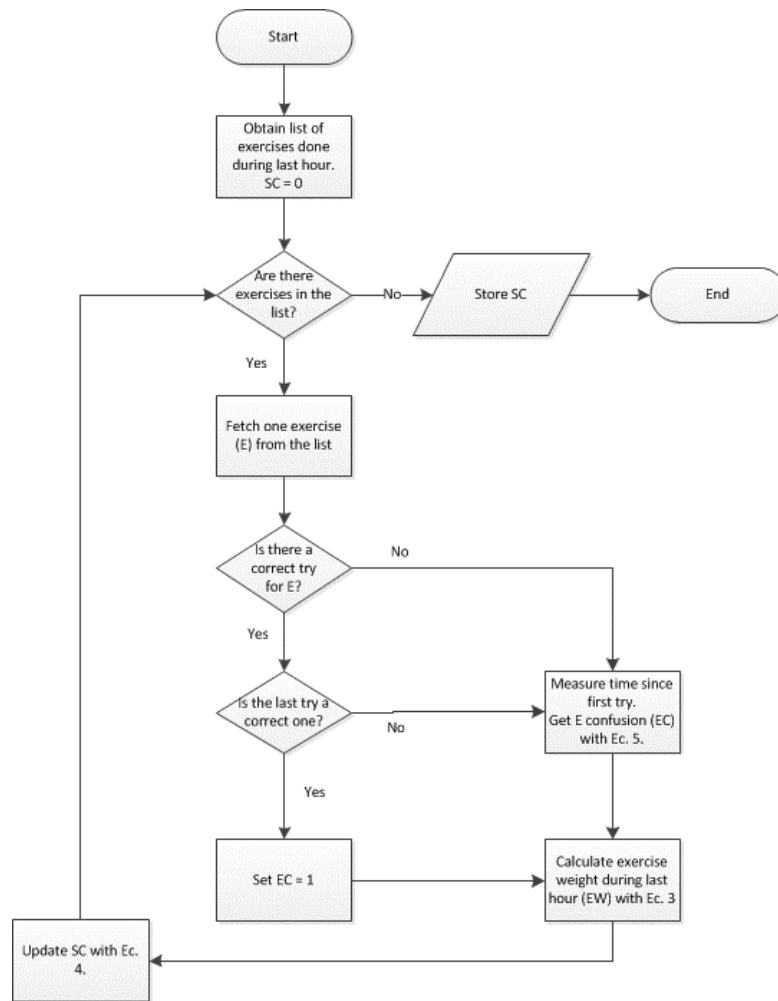 Start
Obtain list of
exercises done
during last hour.
SC = 0
Are there
exercises in the
list?
No
Store SC
End
Yes
Fetch one exercise
(E) from the list
Is there a
correct try
for E?
No
Yes
Is the last try a
correct one?
No
Measure time since
first try.
Get E confusion (EC)
with Ec. 5.
Yes
Set EC = 1
Calculate exercise
weight during last
hour (EW) with Ec. 3
Update SC with Ec.
4.